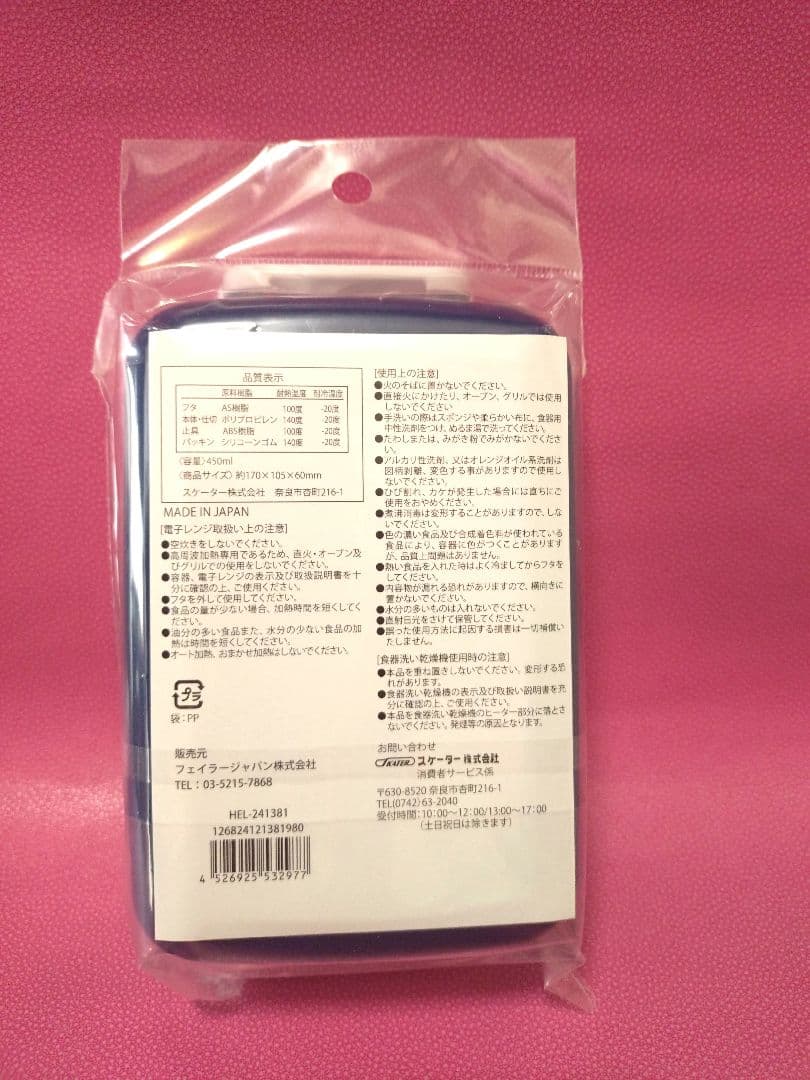 品質表示
原料樹脂 耐熱温度 耐冷温度
フタ AS樹脂 100度 -20度
本体・仕切 ポリプロピレン 140度 -20度
止具 ABS樹脂 100度 -20度
パッキン シリコーンゴム 140度 -20度
〈容量〉450ml
〈商品サイズ〉約170×105×60mm
スケーター株式会社 奈良市杏町216-1
MADE IN JAPAN
[電子レンジ取扱い上の注意]
●空炊きをしないでください。
●高周波加熱専用であるため、直火・オーブン及
びグリルでの使用をしないでください。
●容器、電子レンジの表示及び取扱説明書を十
分に確認の上、ご使用ください。
●フタを外して使用してください。
●食品の量が少ない場合、加熱時間を短くしてく
ださい。
●油分の多い食品また、水分の少ない食品の加
熱は時間を短くしてください。
●オート加熱、おまかせ加熱はしないでください。
プラ
袋：PP
販売元
フェイラージャパン株式会社
TEL：03-5215-7868
HEL-241381
126824121381980
4 526925 532977
[使用上の注意]
●火のそばに置かないでください。
●直接火にかけたり、オーブン、グリルでは使用
しないでください
●手洗いの際はスポンジや柔らかい布に、食器用
中性洗剤をつけ、ぬるま湯で洗ってください。
●たわしまたは、みがき粉でみがかないでくださ
い。
●アルカリ性洗剤、又はオレンジオイル系洗剤は
図柄剥離、変色する事がありますので使用し
ないでください。
●ひび割れ、カケが発生した場合には直ちにご
使用をおやめください。
●煮沸消毒は変形することがありますので、しな
いでください。
●色の濃い食品及び合成着色料が使われている
食品により、容器に色がつくことがあります
が、品質上問題はありません。
●熱い食品を入れた時はよく冷ましてからフタを
してください。
●内容物が漏れる恐れがありますので、横向きに
置かないでください。
●水分の多いものは入れないでください。
●直射日光をさけて保管してください。
●誤った使用方法に起因する損害は一切補償い
たしません。
[食器洗い乾燥機使用時の注意]
●本品を重ね置きしないでください。変形する恐
れがあります。
●食器洗い乾燥機の表示及び取扱い説明書を充
分に確認の上、ご使用ください。
●本品を食器洗い乾燥機のヒーター部分に落とさ
ないでください。発煙等の原因となります。
お問い合わせ
SKATER スケーター株式会社
消費者サービス係
〒630-8520 奈良市杏町216-1
TEL(0742)63-2040
受付時間：10:00〜12:00/13:00〜17:00
（土日祝日は除きます）